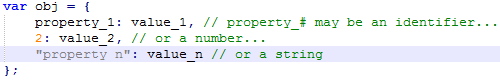 var obj = {
    property_1: value_1, // property_# may be an identifier...
    2: value_2, // or a number...
    "property n": value_n // or a string
};